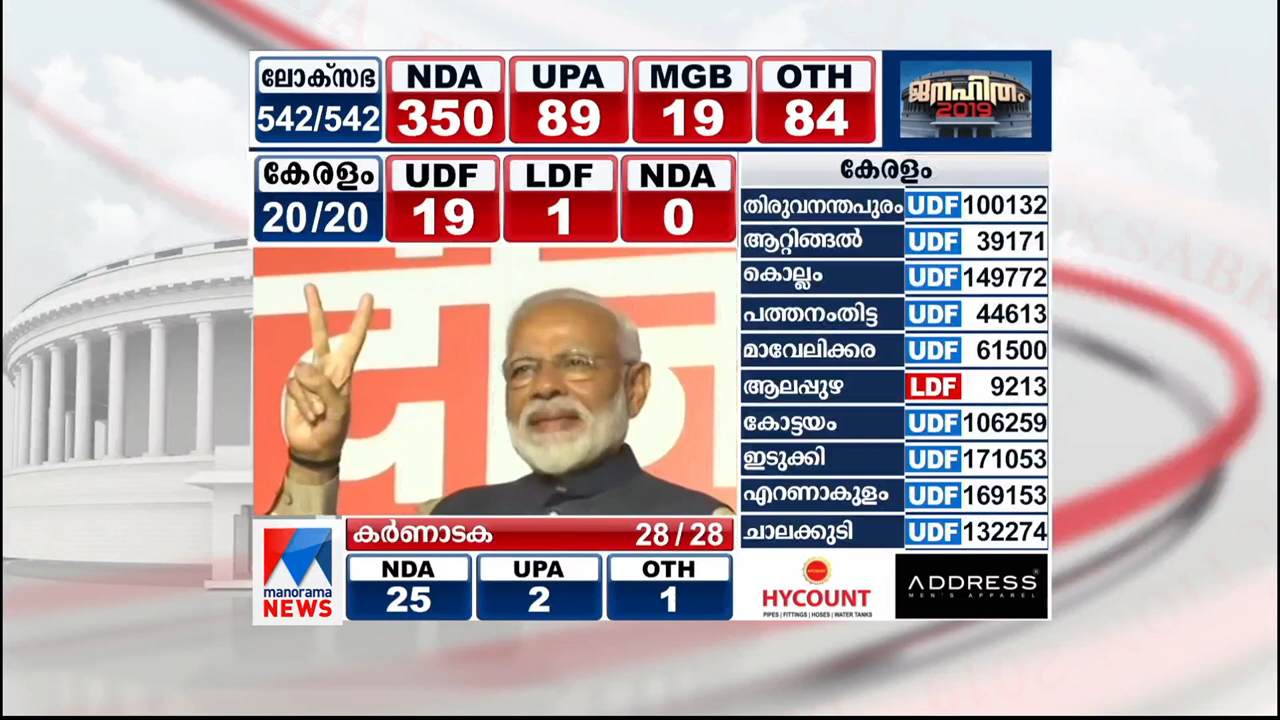 ലോക്സഭ
542/542
NDA
350
UPA
89
MGB
19
OTH
84
ജനഹിതം
2019
കേരളം
20/20
UDF
19
LDF
1
NDA
0
കേരളം
തിരുവനന്തപുരം UDF 100132
ആറ്റിങ്ങൽ UDF 39171
കൊല്ലം UDF 149772
പത്തനംതിട്ട UDF 44613
മാവേലിക്കര UDF 61500
ആലപ്പുഴ LDF 9213
കോട്ടയം UDF 106259
ഇടുക്കി UDF 171053
എറണാകുളം UDF 169153
ചാലക്കുടി UDF 132274
കർണാടക 28/28
NDA
25
UPA
2
OTH
1
manorama
NEWS
HYCOUNT
PIPES | FITTINGS | HOSES | WATER TANKS
ADDRESS
MEN'S APPAREL